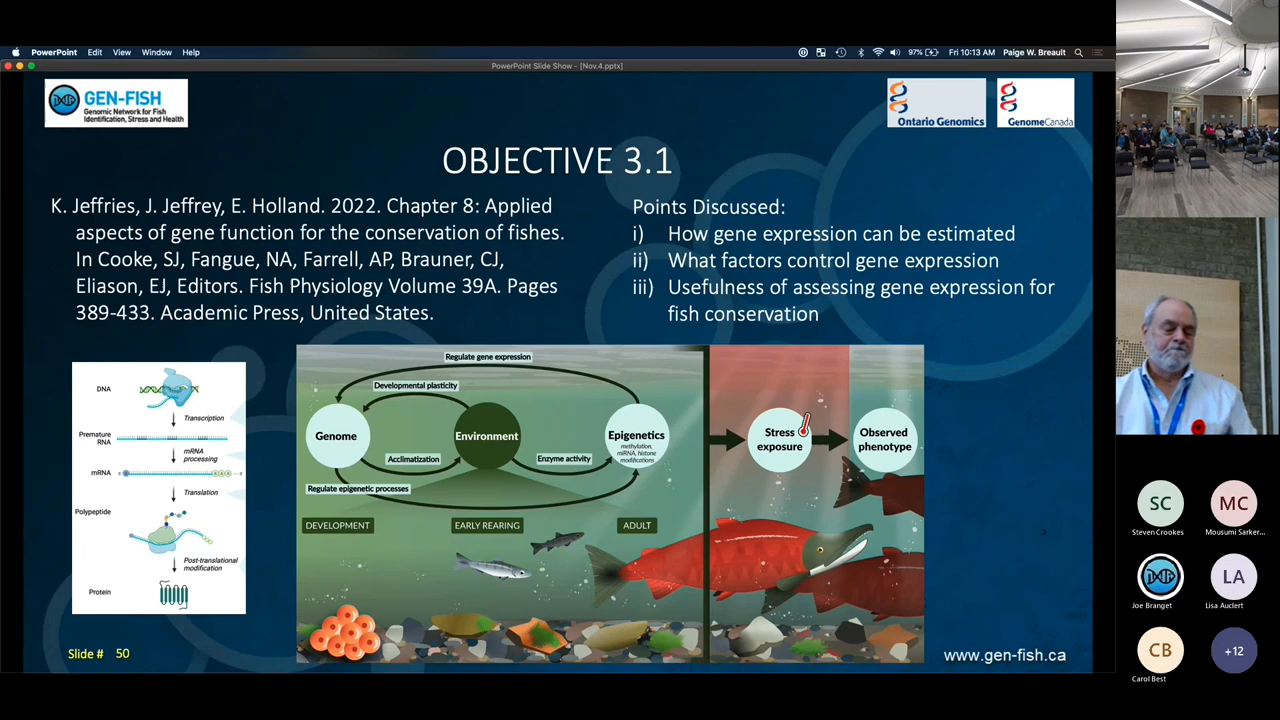 PowerPoint Edit View Window Help
97% Fri 10:13 AM Paige W. Breault
PowerPoint Slide Show - [Nov.4.pptx]
GEN-FISH
Genomic Network for Fish
Identification, Stress and Health
Ontario Genomics
GenomeCanada
OBJECTIVE 3.1
K. Jeffries, J. Jeffrey, E. Holland. 2022. Chapter 8: Applied
aspects of gene function for the conservation of fishes.
In Cooke, SJ, Fangue, NA, Farrell, AP, Brauner, CJ,
Eliason, EJ, Editors. Fish Physiology Volume 39A. Pages
389-433. Academic Press, United States.
Points Discussed:
i) How gene expression can be estimated
ii) What factors control gene expression
iii) Usefulness of assessing gene expression for
fish conservation
DNA
Transcription
Premature
RNA
mRNA
processing
mRNA
Translation
Polypeptide
Post-translational
modification
Protein
Regulate gene expression
Developmental plasticity
Genome
Environment
Epigenetics
methylation,
miRNA, histone
modifications
Acclimatization
Enzyme activity
Regulate epigenetic processes
DEVELOPMENT
EARLY REARING
ADULT
Stress
exposure
Observed
phenotype
Slide # 50
www.gen-fish.ca
SC
Steven Crookes
MC
Mousumi Sarker...
Joe Branget
LA
Lisa Auclert
CB
Carol Best
+12